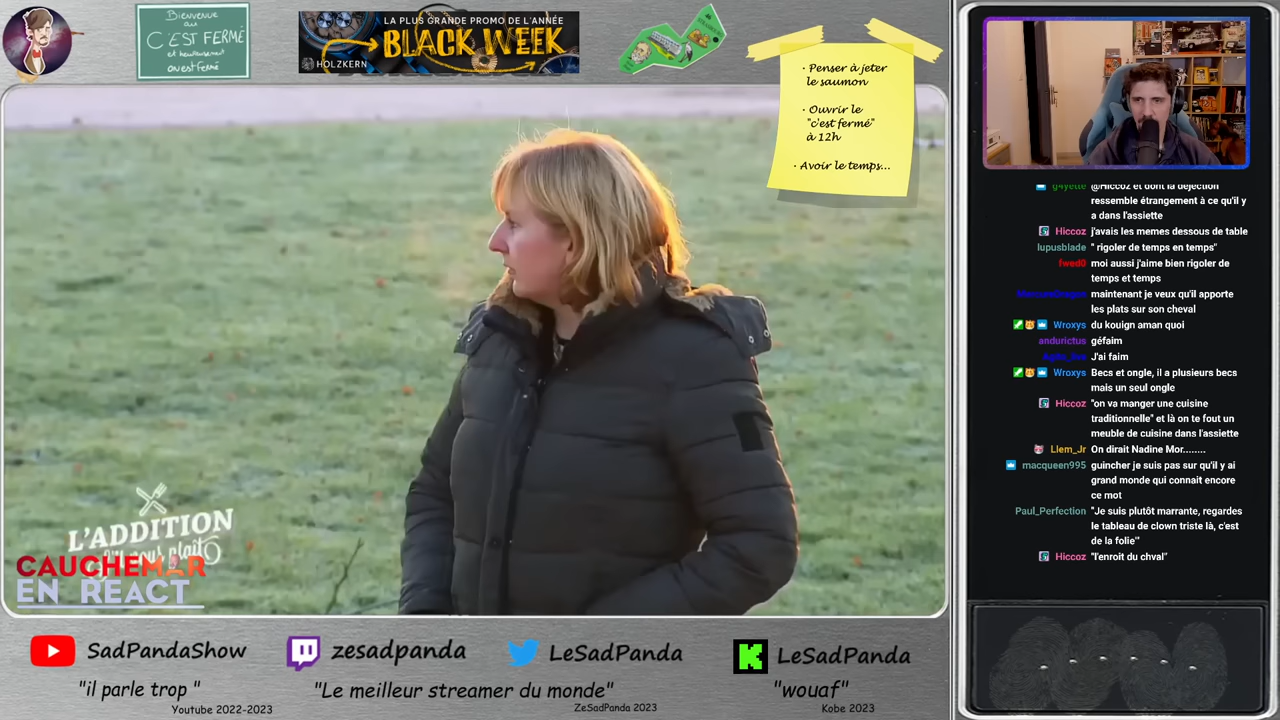 Bienvenue
au
C'EST FERMÉ
et heureusement
on est fermé
LA PLUS GRANDE PROMO DE L'ANNÉE
BLACK WEEK
HOLZKERN
• Penser à jeter
le saumon
• Ouvrir le
"c'est fermé"
à 12h
• Avoir le temps...
g4yette @Hiccoz et dont la déjection
ressemble étrangement à ce qu'il y
a dans l'assiette
Hiccoz j'avais les memes dessous de table
lupusblade " rigoler de temps en temps"
fwed0 moi aussi j'aime bien rigoler de
temps et temps
maintenant je veux qu'il apporte
les plats sur son cheval
Wroxys du kouign aman quoi
andurictus géfaim
J'ai faim
Wroxys Becs et ongle, il a plusieurs becs
mais un seul ongle
Hiccoz "on va manger une cuisine
traditionnelle" et là on te fout un
meuble de cuisine dans l'assiette
Llem_Jr On dirait Nadine Mor........
macqueen995 guincher je suis pas sur qu'il y ai
grand monde qui connait encore
ce mot
Paul_Perfection "Je suis plutôt marrante, regardes
le tableau de clown triste là, c'est
de la folie"
Hiccoz "l'enroit du chval"
L'ADDITION
s'il vous plaît
CAUCHEMAR
EN REACT
SadPandaShow
zesadpanda
LeSadPanda
LeSadPanda
"il parle trop "
Youtube 2022-2023
"Le meilleur streamer du monde"
ZeSadPanda 2023
"wouaf"
Kobe 2023